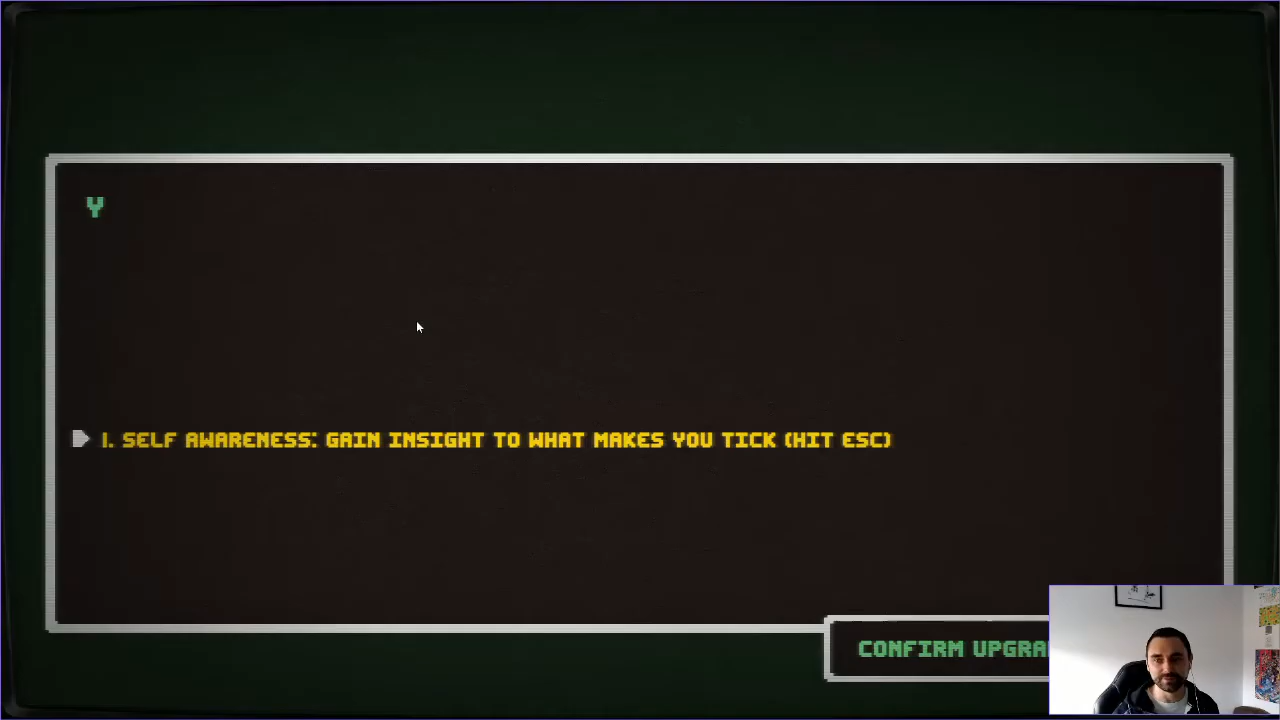 Y
1. SELF AWARENESS: GAIN INSIGHT TO WHAT MAKES YOU TICK (HIT ESC)
CONFIRM UPGRA